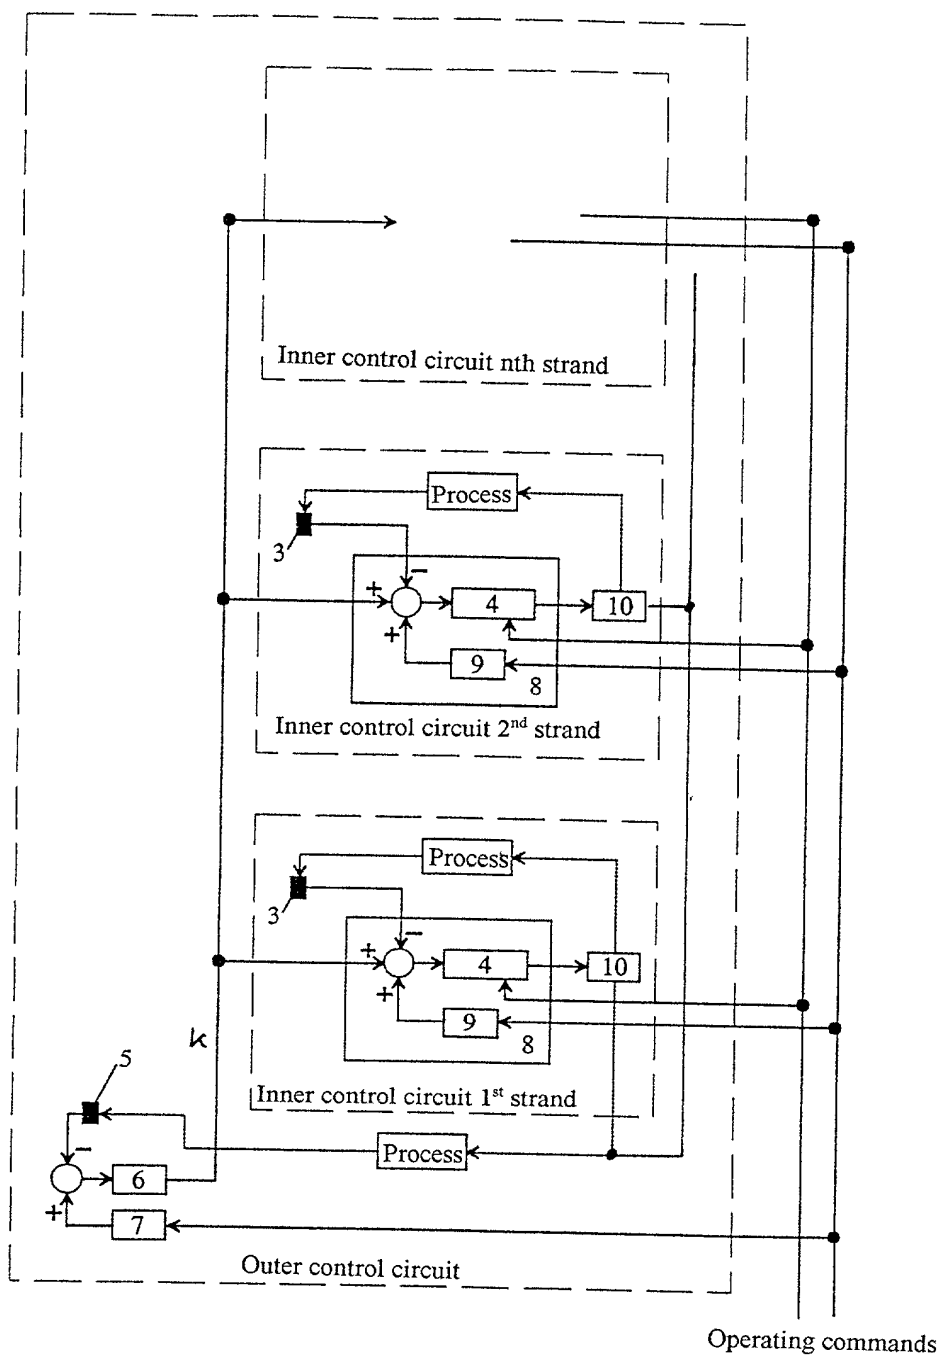 Inner control circuit nth strand
Process
3
−
+
4
10
+
9
8
Inner control circuit 2nd strand
Process
3
−
+
4
10
+
9
8
k
5
Inner control circuit 1st strand
−
Process
6
+
7
Outer control circuit
Operating commands